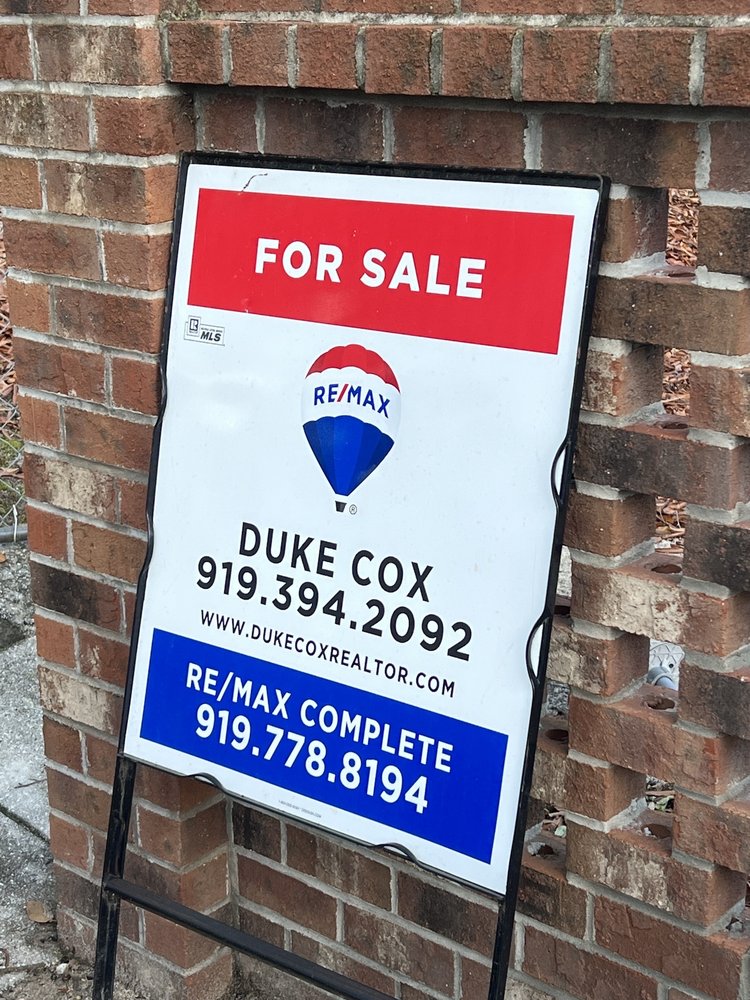 FOR SALE
R
MLS
RE/MAX
®
DUKE COX
919.394.2092
WWW.DUKECOXREALTOR.COM
RE/MAX COMPLETE
919.778.8194